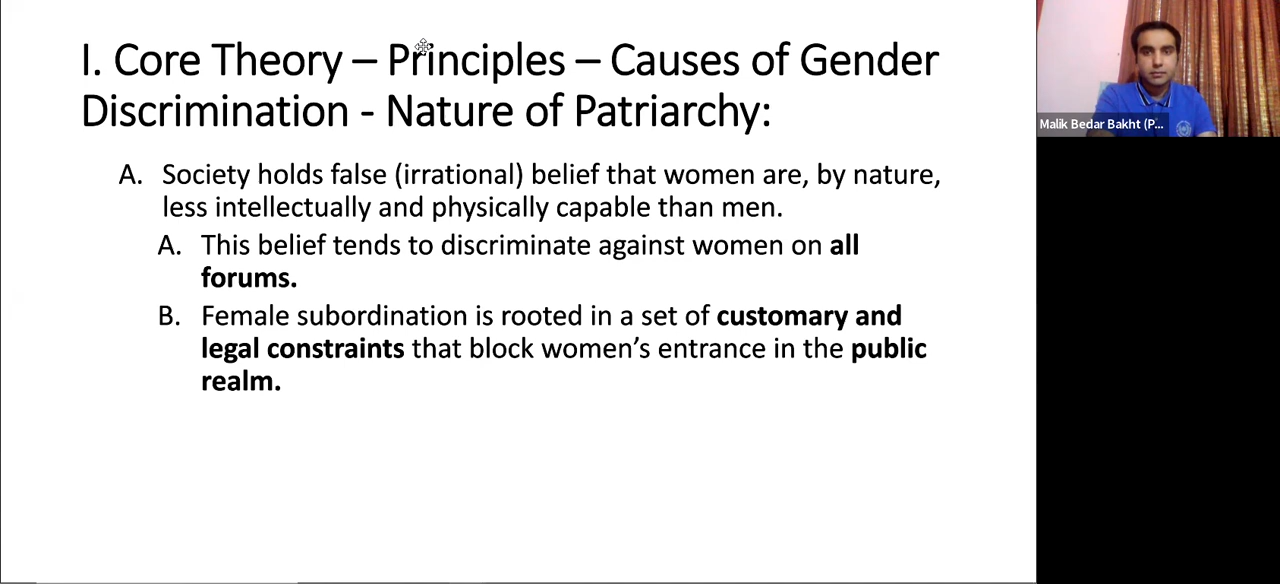 I. Core Theory – Principles – Causes of Gender
Discrimination - Nature of Patriarchy:
A. Society holds false (irrational) belief that women are, by nature,
less intellectually and physically capable than men.
A. This belief tends to discriminate against women on all
forums.
B. Female subordination is rooted in a set of customary and
legal constraints that block women’s entrance in the public
realm.
Malik Bedar Bakht (P...